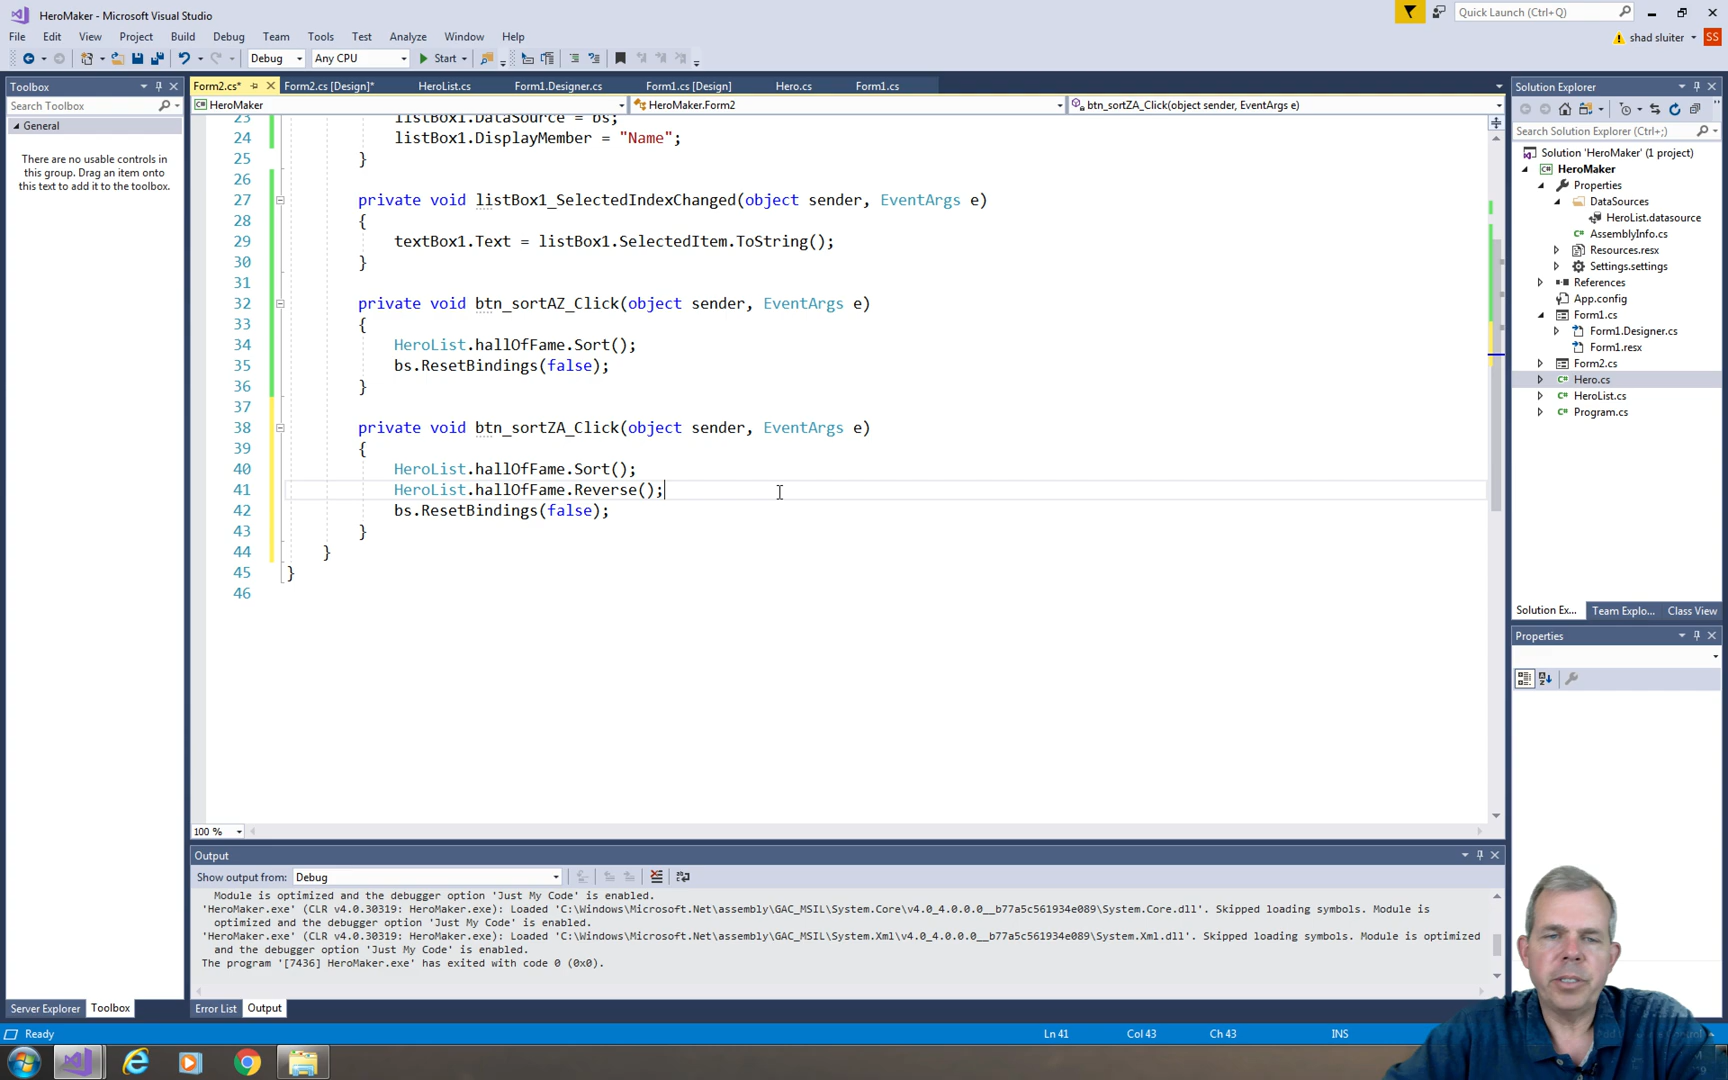 HeroMaker - Microsoft Visual Studio
Quick Launch (Ctrl+Q)
File Edit View Project Build Debug Team Tools Test Analyze Window Help
shad sluiter SS
Debug Any CPU Start
Toolbox
Search Toolbox
General
There are no usable controls in
this group. Drag an item onto
this text to add it to the toolbox.
Form2.cs* Form2.cs [Design]* HeroList.cs Form1.Designer.cs Form1.cs [Design] Hero.cs Form1.cs
HeroMaker HeroMaker.Form2 btn_sortZA_Click(object sender, EventArgs e)
23 listBox1.DataSource = bs;
24 listBox1.DisplayMember = "Name";
25 }
26
27 private void listBox1_SelectedIndexChanged(object sender, EventArgs e)
28 {
29 textBox1.Text = listBox1.SelectedItem.ToString();
30 }
31
32 private void btn_sortAZ_Click(object sender, EventArgs e)
33 {
34 HeroList.hallOfFame.Sort();
35 bs.ResetBindings(false);
36 }
37
38 private void btn_sortZA_Click(object sender, EventArgs e)
39 {
40 HeroList.hallOfFame.Sort();
41 HeroList.hallOfFame.Reverse();
42 bs.ResetBindings(false);
43 }
44 }
45 }
46
100 %
Output
Show output from: Debug
Module is optimized and the debugger option 'Just My Code' is enabled.
'HeroMaker.exe' (CLR v4.0.30319: HeroMaker.exe): Loaded 'C:\Windows\Microsoft.Net\assembly\GAC_MSIL\System.Core\v4.0_4.0.0.0__b77a5c561934e089\System.Core.dll'. Skipped loading symbols. Module is
optimized and the debugger option 'Just My Code' is enabled.
'HeroMaker.exe' (CLR v4.0.30319: HeroMaker.exe): Loaded 'C:\Windows\Microsoft.Net\assembly\GAC_MSIL\System.Xml\v4.0_4.0.0.0__b77a5c561934e089\System.Xml.dll'. Skipped loading symbols. Module is optimized
and the debugger option 'Just My Code' is enabled.
The program '[7436] HeroMaker.exe' has exited with code 0 (0x0).
Server Explorer Toolbox
Error List Output
Solution Explorer
Search Solution Explorer (Ctrl+;)
Solution 'HeroMaker' (1 project)
HeroMaker
Properties
DataSources
HeroList.datasource
AssemblyInfo.cs
Resources.resx
Settings.settings
References
App.config
Form1.cs
Form1.Designer.cs
Form1.resx
Form2.cs
Hero.cs
HeroList.cs
Program.cs
Solution Ex... Team Explo... Class View
Properties
Ready Ln 41 Col 43 Ch 43 INS